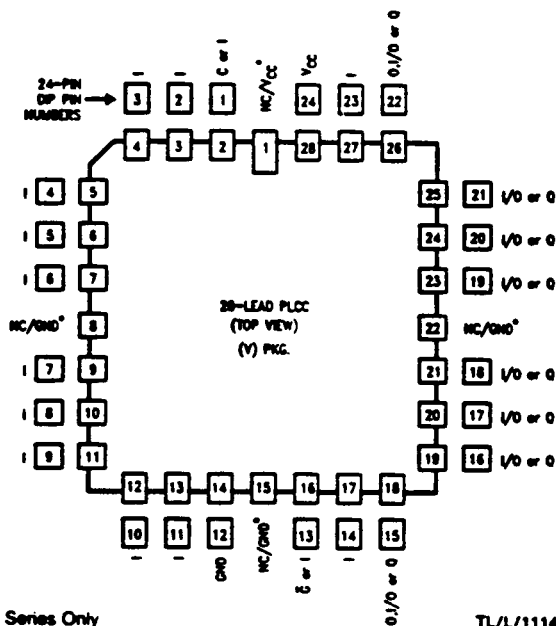 C or I
NC/VCC*
VCC
O,I/O or Q
24-PIN
DIP PIN
NUMBERS
I I I
3 2 1 24 23 22
4 3 2 1 28 27 26
I 4 5 25 21 I/O or Q
I 5 6 24 20 I/O or Q
I 6 7 23 19 I/O or Q
28-LEAD PLCC
NC/GND* 8 (TOP VIEW) 22 NC/GND*
(V) PKG.
I 7 9 21 18 I/O or Q
I 8 10 20 17 I/O or Q
I 9 11 19 16 I/O or Q
12 13 14 15 16 17 18
10 11 12 13 14 15
I I GND NC/GND* G or I I O,I/O or Q
Series Only TL/L/1114